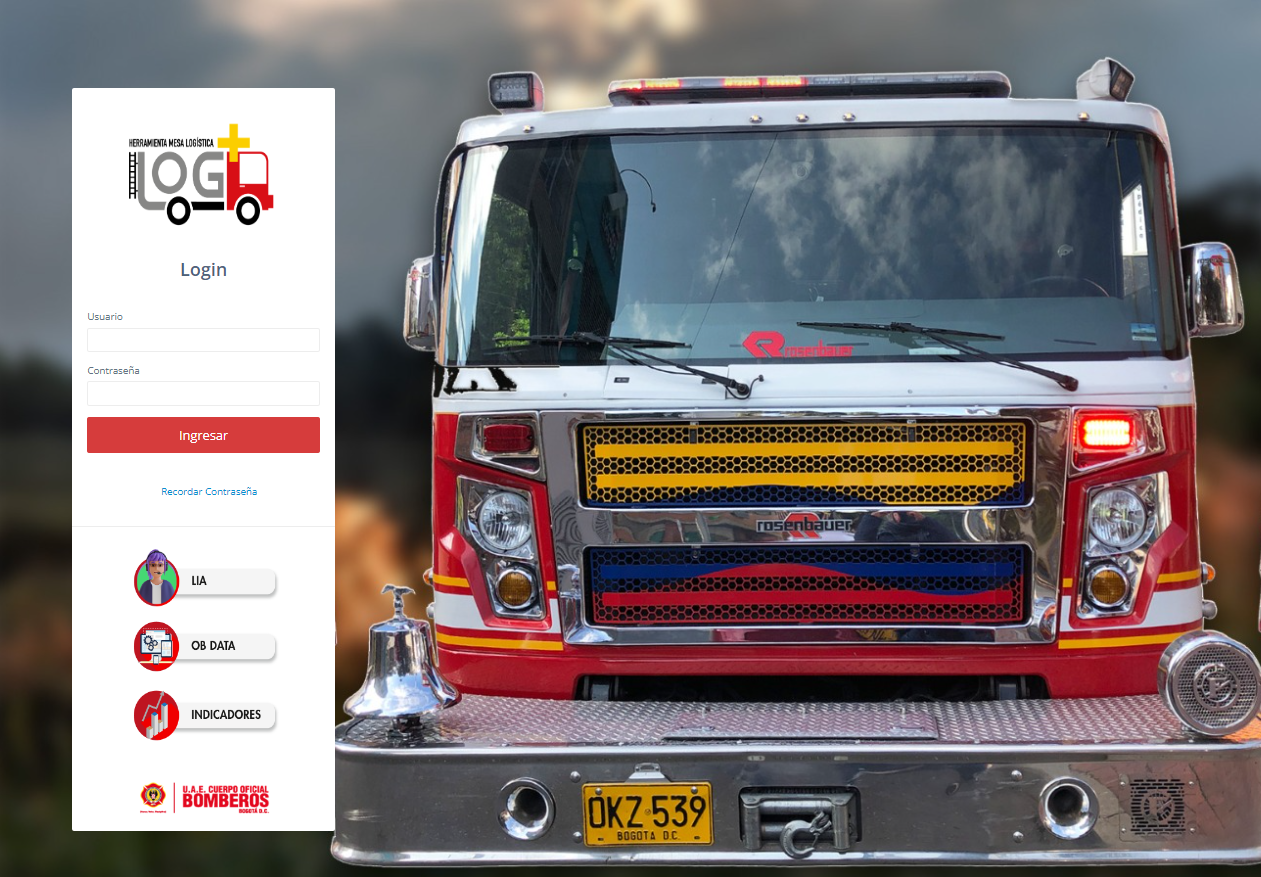 HERRAMIENTA MESA LOGÍSTICA
LOG
Login
Usuario
Contraseña
Ingresar
Recordar Contraseña
LIA
OB DATA
INDICADORES
U.A.E. CUERPO OFICIAL
BOMBEROS
BOGOTÁ D.C.
rosenbauer
rosenbauer
OKZ 539
BOGOTA D.C.